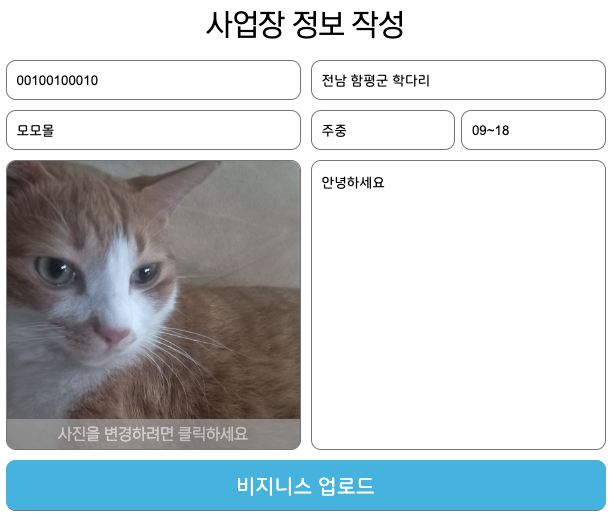 사업장 정보 작성
00100100010
전남 함평군 학다리
모모몰
주중
09~18
안녕하세요
사진을 변경하려면 클릭하세요
비지니스 업로드